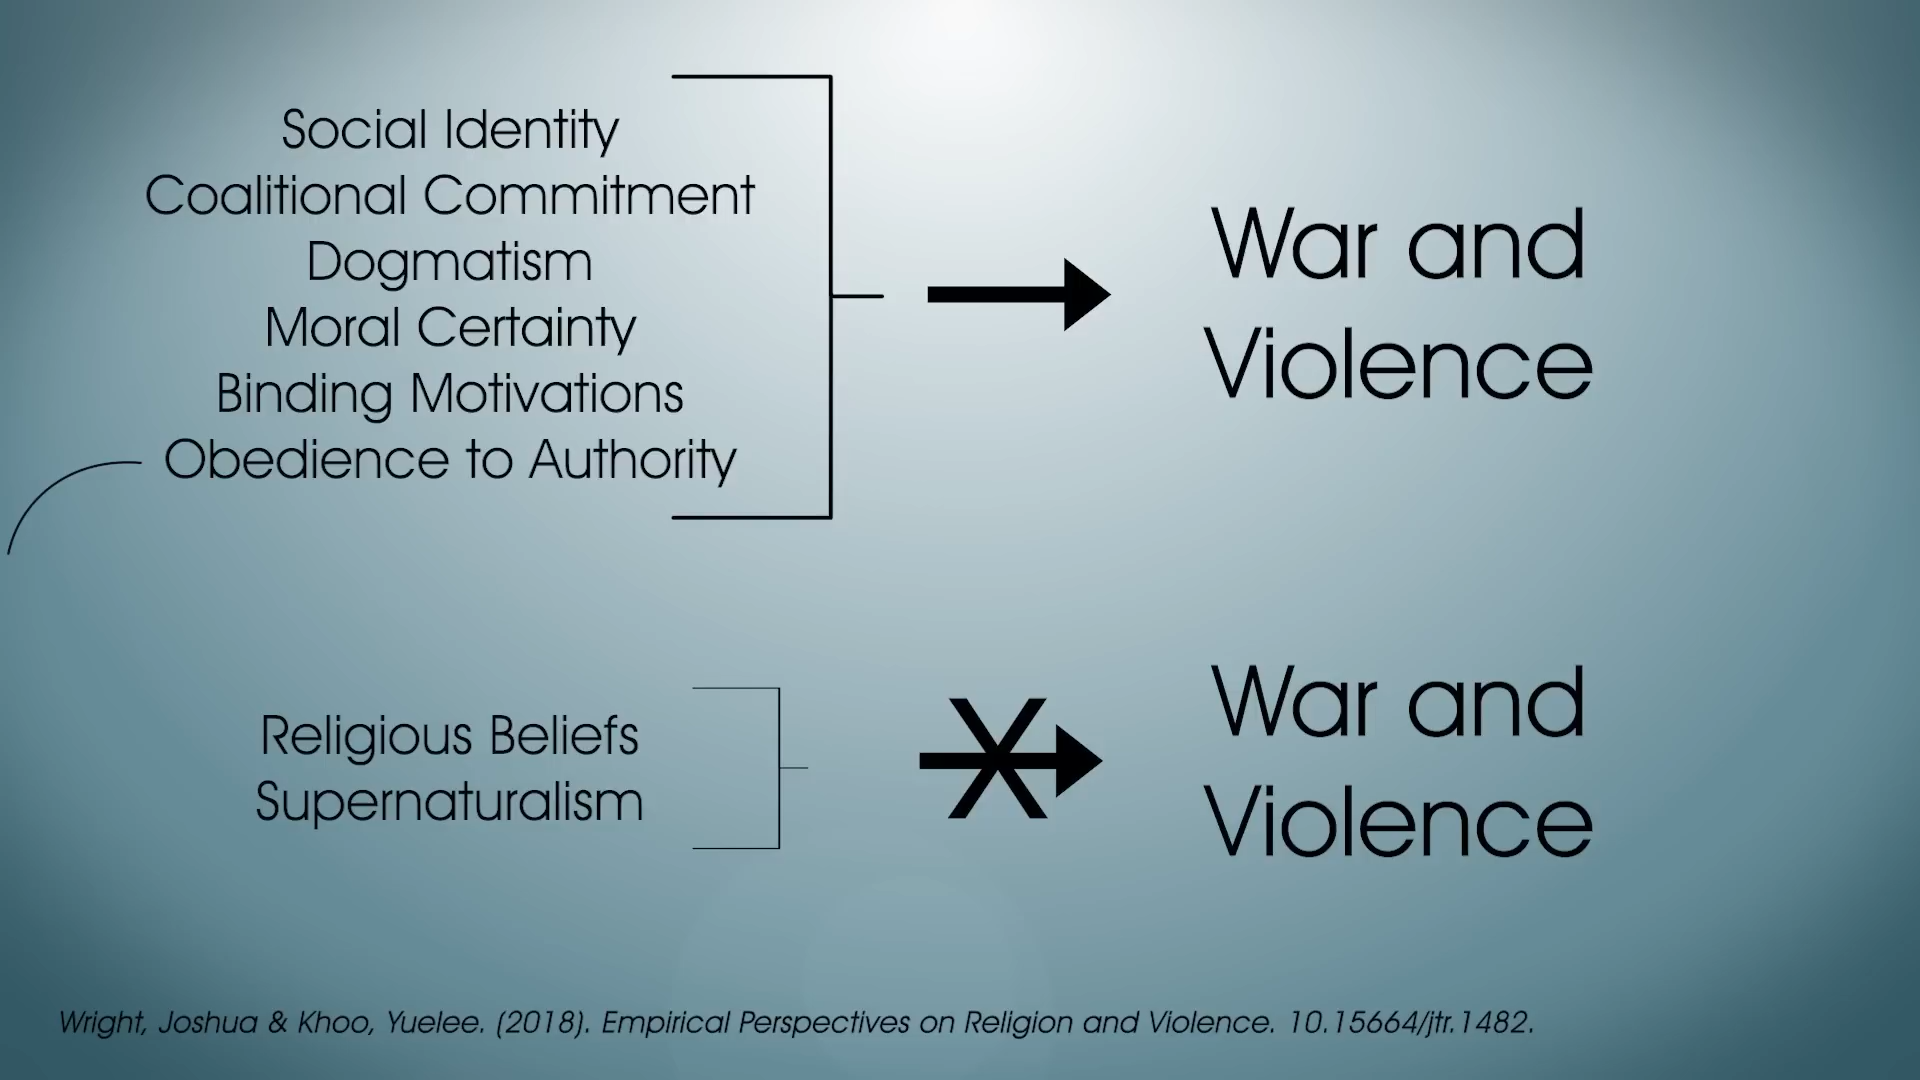 Social Identity
Coalitional Commitment
Dogmatism
Moral Certainty
Binding Motivations
Obedience to Authority
War and
Violence
Religious Beliefs
Supernaturalism
X
War and
Violence
Wright, Joshua & Khoo, Yuelee. (2018). Empirical Perspectives on Religion and Violence. 10.15664/jtr.1482.